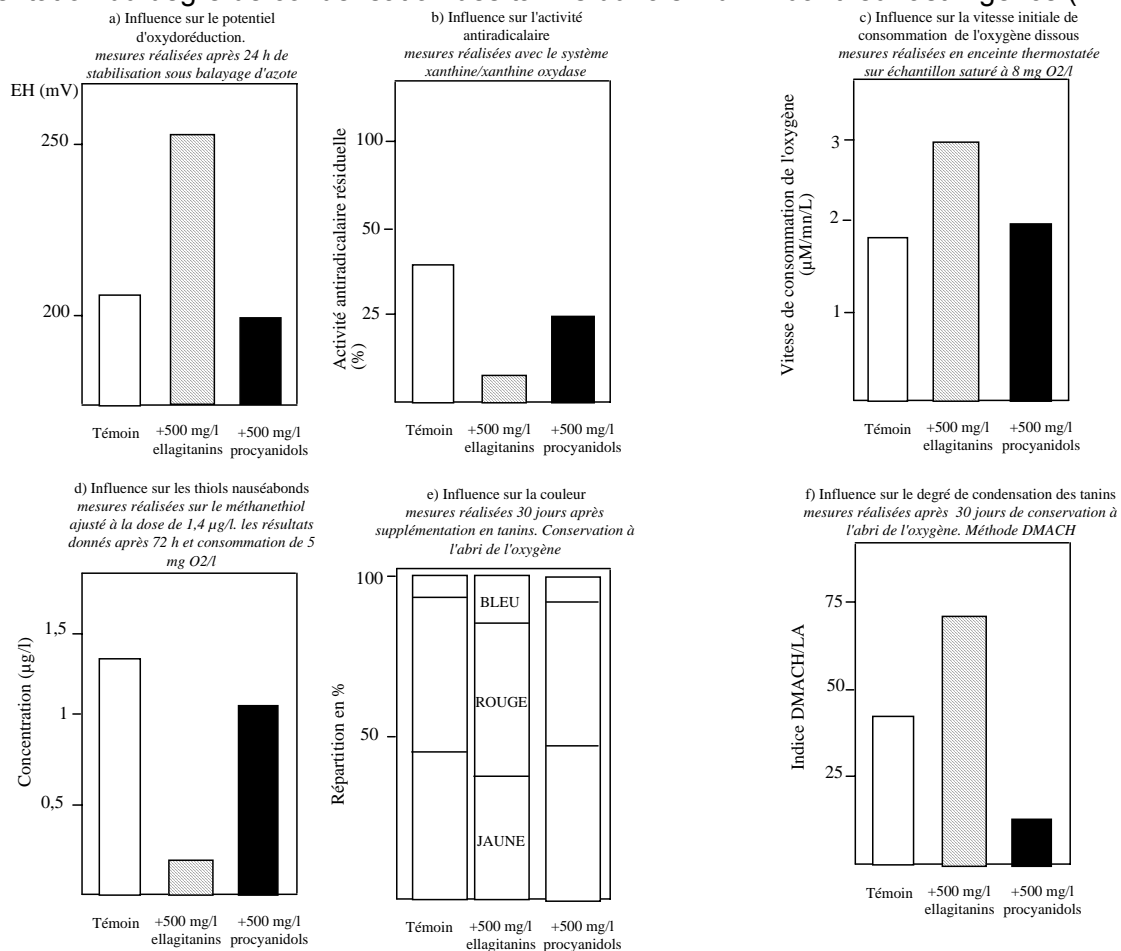 a) Influence sur le potentiel
d'oxydoréduction.
mesures réalisées après 24 h de
stabilisation sous balayage d'azote
EH (mV)
250
200
Témoin
+500 mg/l
ellagitanins
+500 mg/l
procyanidols
b) Influence sur l'activité
antiradicalaire
mesures réalisées avec le système
xanthine/xanthine oxydase
Activité antiradicalaire résiduelle
(%)
100
50
25
Témoin
+500 mg/l
ellagitanins
+500 mg/l
procyanidols
c) Influence sur la vitesse initiale de
consommation de l'oxygène dissous
mesures réalisées en enceinte thermostatée
sur échantillon saturé à 8 mg O2/l
Vitesse de consommation de l'oxygène
(µM/mn/L)
3
2
1
Témoin
+500 mg/l
ellagitanins
+500 mg/l
procyanidols
d) Influence sur les thiols nauséabonds
mesures réalisées sur le méthanethiol
ajusté à la dose de 1,4 µg/l. les résultats
donnés après 72 h et consommation de 5
mg O2/l
Concentration (µg/l)
1,5
1
0,5
Témoin
+500 mg/l
ellagitanins
+500 mg/l
procyanidols
e) Influence sur la couleur
mesures réalisées 30 jours après
supplémentation en tanins. Conservation à
l'abri de l'oxygène
Répartition en %
100
50
BLEU
ROUGE
JAUNE
Témoin
+500 mg/l
ellagitanins
+500 mg/l
procyanidols
f) Influence sur le degré de condensation des tanins
mesures réalisées après 30 jours de conservation à
l'abri de l'oxygène. Méthode DMACH
Indice DMACH/LA
75
50
25
Témoin
+500 mg/l
ellagitanins
+500 mg/l
procyanidols